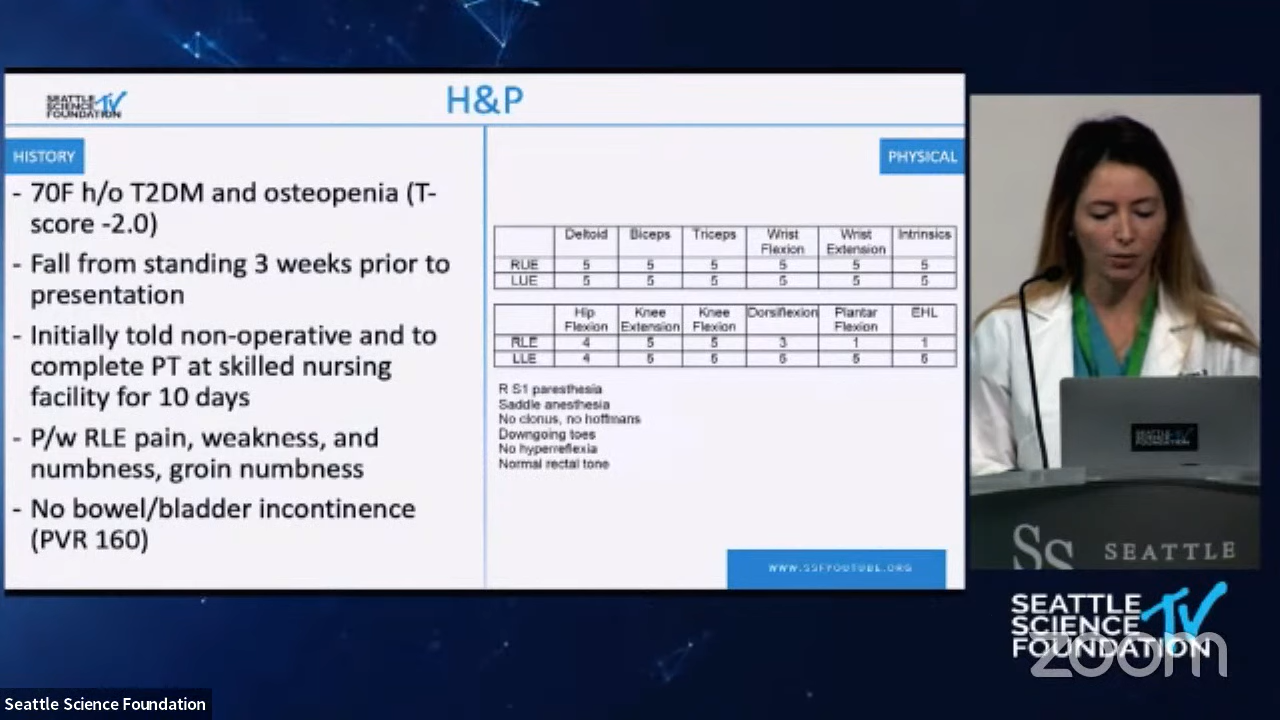 SEATTLE
SCIENCE TV
FOUNDATION
H&P
HISTORY
- 70F h/o T2DM and osteopenia (T-
score -2.0)
- Fall from standing 3 weeks prior to
presentation
- Initially told non-operative and to
complete PT at skilled nursing
facility for 10 days
- P/w RLE pain, weakness, and
numbness, groin numbness
- No bowel/bladder incontinence
(PVR 160)
PHYSICAL
Deltoid Biceps Triceps Wrist Flexion Wrist Extension Intrinsics
RUE 5 5 5 5 5 5
LUE 5 5 5 5 5 5
Hip Flexion Knee Extension Knee Flexion Dorsiflexion Plantar Flexion EHL
RLE 4 5 5 3 1 1
LLE 4 5 5 5 5 5
R S1 paresthesia
Saddle anesthesia
No clonus, no hoffmans
Downgoing toes
No hyperreflexia
Normal rectal tone
WWW.SSFYOUTUBE.ORG
SEATTLE
SCIENCE TV
FOUNDATION
SS SEATTLE
SEATTLE
SCIENCE TV
FOUNDATION
zoom
Seattle Science Foundation